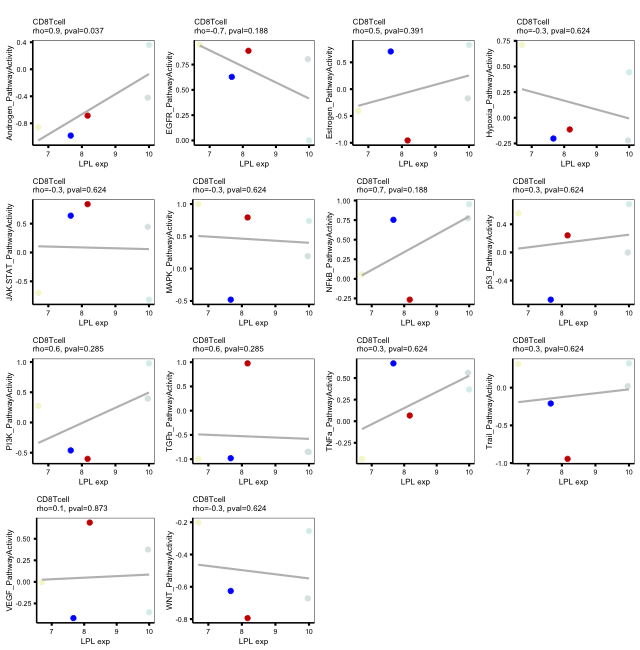 CD8Tcell
rho=0.9, pval=0.037
Androgen_PathwayActivity
0.4
0.0
-0.4
-0.8
7 8 9 10
LPL exp
CD8Tcell
rho=-0.7, pval=0.188
EGFR_PathwayActivity
0.75
0.50
0.25
0.00
7 8 9 10
LPL exp
CD8Tcell
rho=0.5, pval=0.391
Estrogen_PathwayActivity
0.5
0.0
-0.5
-1.0
7 8 9 10
LPL exp
CD8Tcell
rho=-0.3, pval=0.624
Hypoxia_PathwayActivity
0.75
0.50
0.25
0.00
-0.25
7 8 9 10
LPL exp
CD8Tcell
rho=-0.3, pval=0.624
JAK.STAT_PathwayActivity
0.5
0.0
-0.5
7 8 9 10
LPL exp
CD8Tcell
rho=-0.3, pval=0.624
MAPK_PathwayActivity
1.0
0.5
0.0
-0.5
7 8 9 10
LPL exp
CD8Tcell
rho=0.7, pval=0.188
NFkB_PathwayActivity
1.00
0.75
0.50
0.25
0.00
-0.25
7 8 9 10
LPL exp
CD8Tcell
rho=0.3, pval=0.624
p53_PathwayActivity
0.4
0.0
-0.4
7 8 9 10
LPL exp
CD8Tcell
rho=0.6, pval=0.285
PI3K_PathwayActivity
1.0
0.5
0.0
-0.5
7 8 9 10
LPL exp
CD8Tcell
rho=0.6, pval=0.285
TGFb_PathwayActivity
1.0
0.5
0.0
-0.5
-1.0
7 8 9 10
LPL exp
CD8Tcell
rho=0.3, pval=0.624
TNFa_PathwayActivity
0.50
0.25
0.00
-0.25
7 8 9 10
LPL exp
CD8Tcell
rho=0.3, pval=0.624
Trail_PathwayActivity
0.0
-0.5
-1.0
7 8 9 10
LPL exp
CD8Tcell
rho=0.1, pval=0.873
VEGF_PathwayActivity
0.50
0.25
0.00
-0.25
7 8 9 10
LPL exp
CD8Tcell
rho=-0.3, pval=0.624
WNT_PathwayActivity
-0.2
-0.4
-0.6
-0.8
7 8 9 10
LPL exp